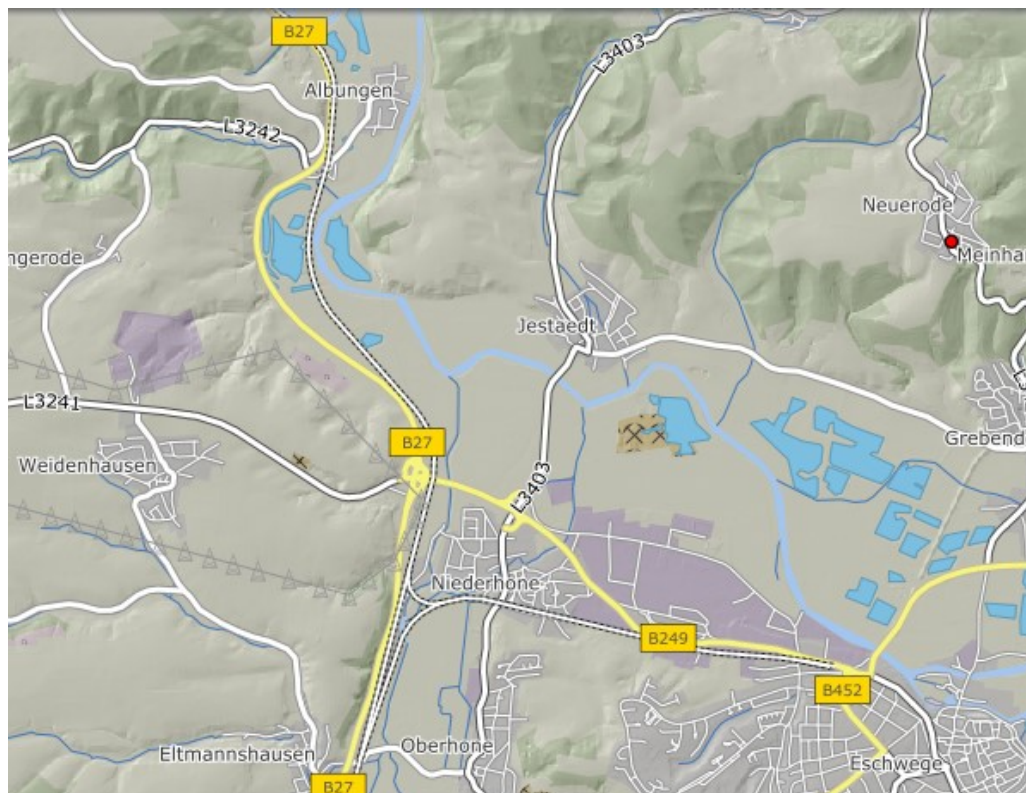 B27
L3403
Albungen
L3242
Neuerode
ngerode
Meinha
Jestaedt
L3241
B27
Grebend
Weidenhausen
L3403
Niederhone
B249
B452
Oberhone
Eltmannshausen
Eschwege
B27